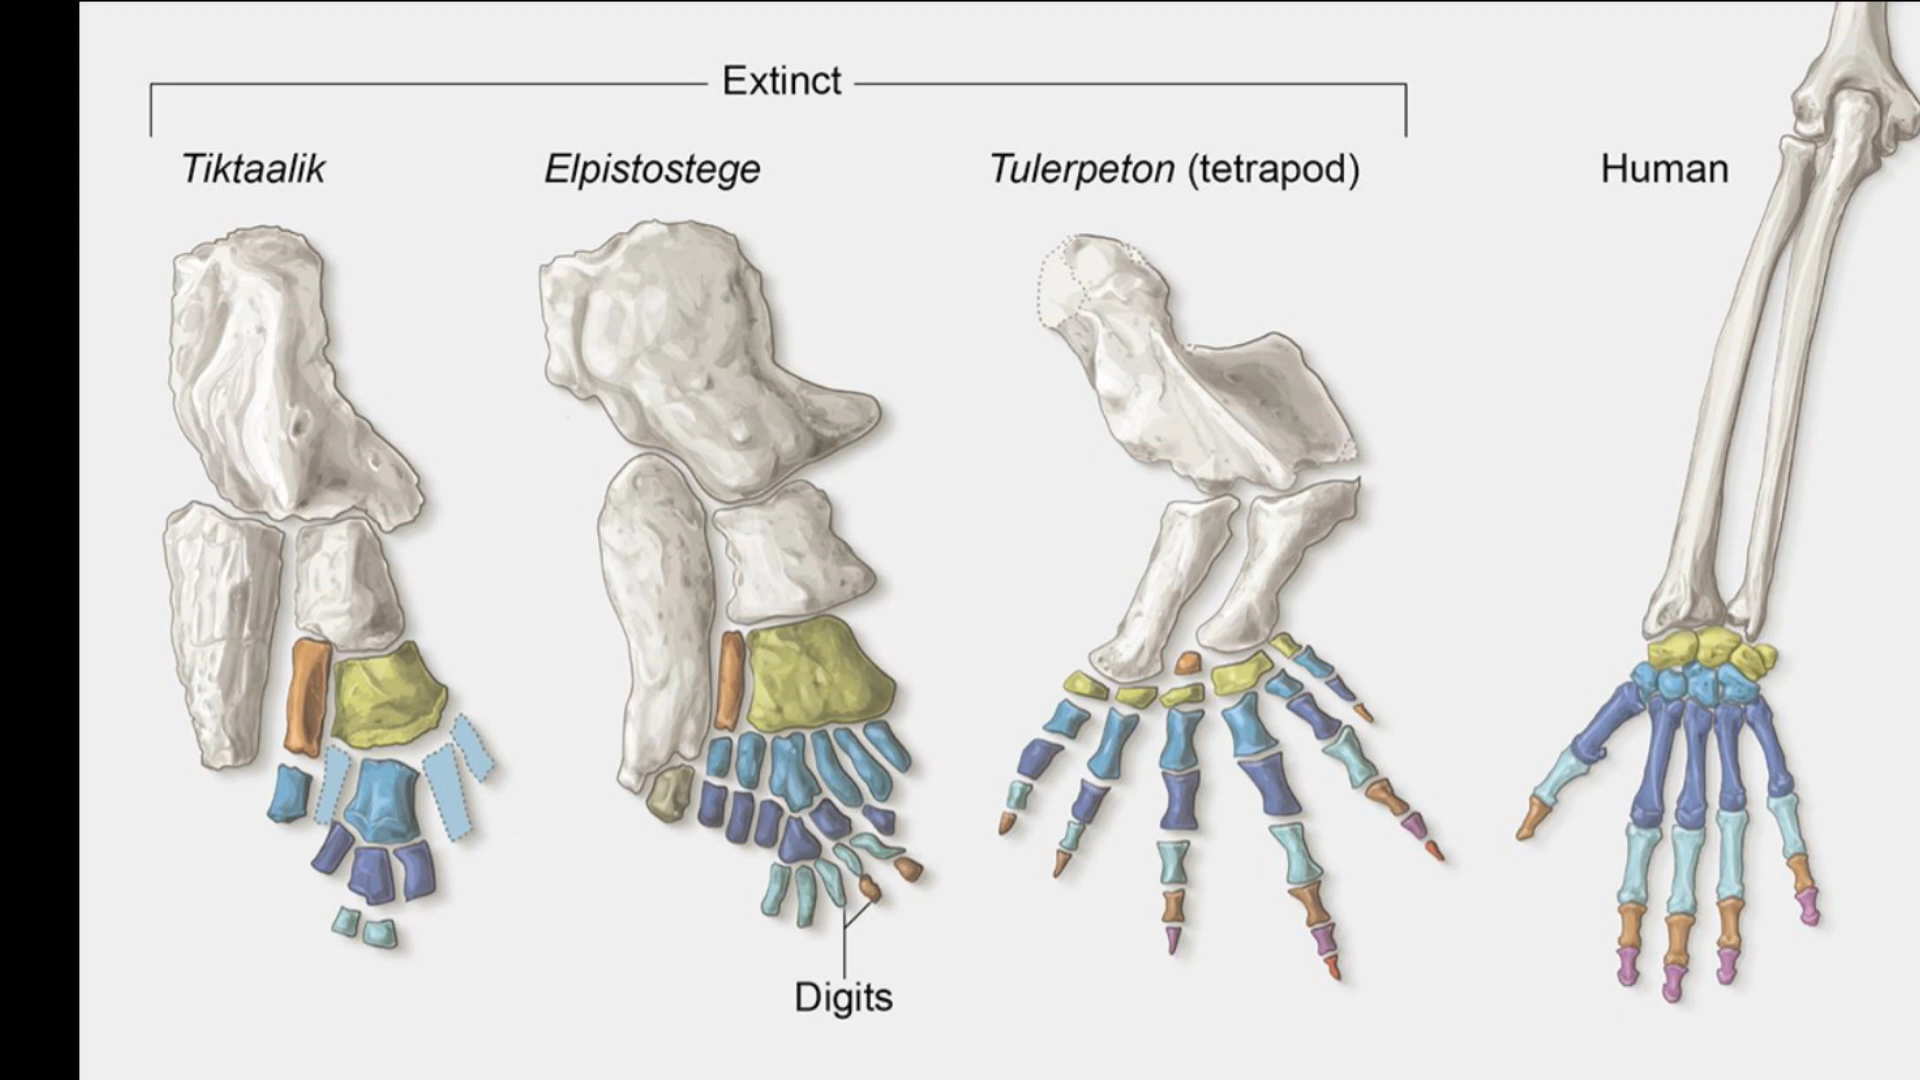 Extinct
Tiktaalik
Elpistostege
Tulerpeton (tetrapod)
Human
Digits